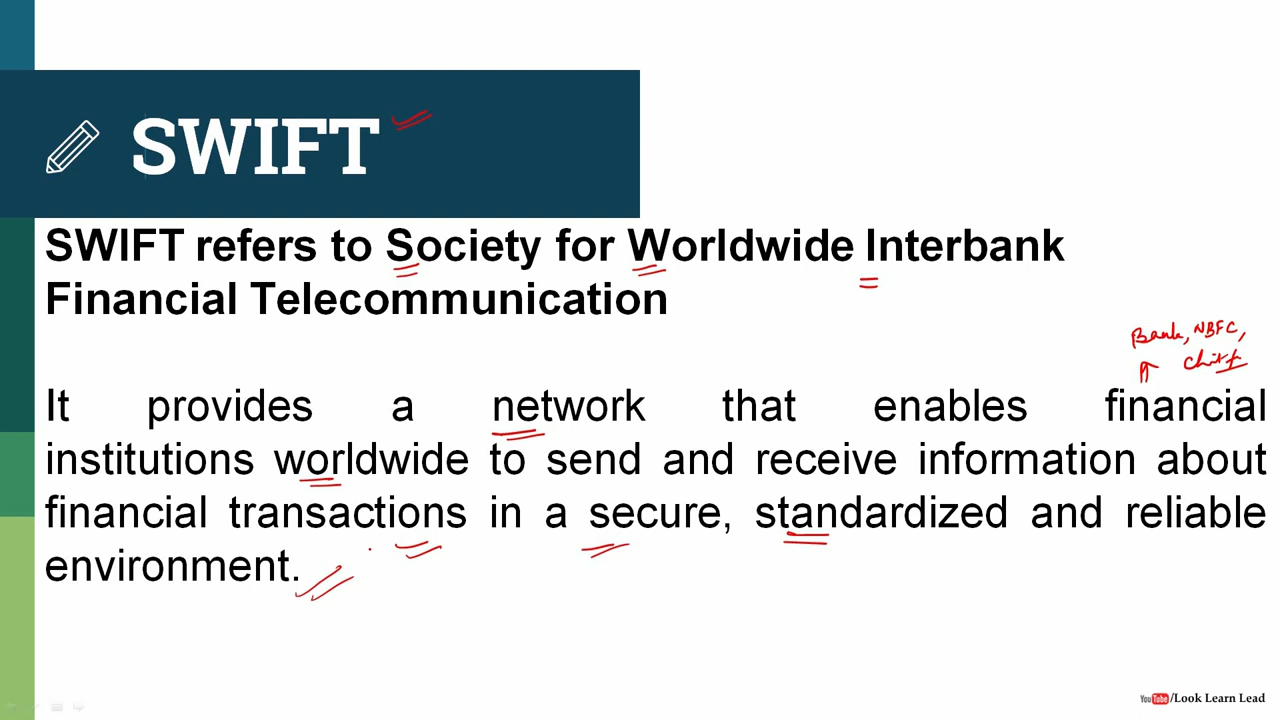 SWIFT
SWIFT refers to Society for Worldwide Interbank
Financial Telecommunication
Bank, NBFC,
It provides a network that enables financial
institutions worldwide to send and receive information about
financial transactions in a secure, standardized and reliable
environment.
YouTube/Look Learn Lead